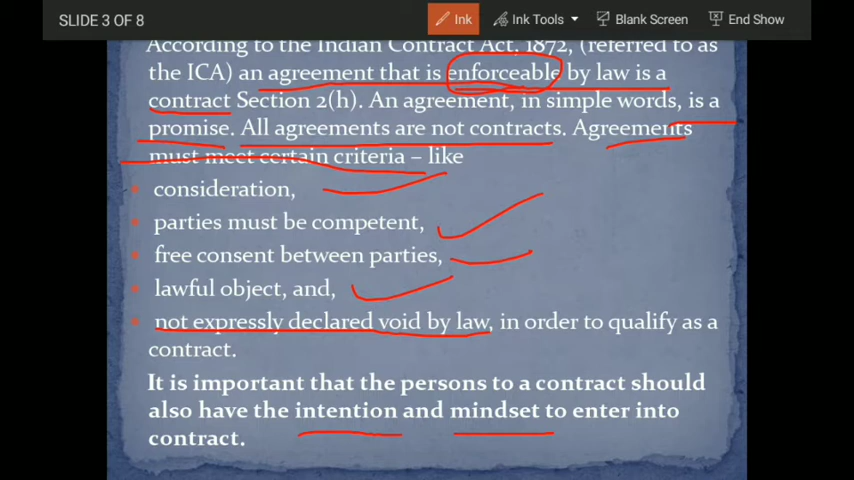 SLIDE 3 OF 8
Ink
Ink Tools
Blank Screen
End Show
According to the Indian Contract Act, 1872, (referred to as
the ICA) an agreement that is enforceable by law is a
contract Section 2(h). An agreement, in simple words, is a
promise. All agreements are not contracts. Agreements
must meet certain criteria – like
consideration,
parties must be competent,
free consent between parties,
lawful object, and,
not expressly declared void by law, in order to qualify as a
contract.
It is important that the persons to a contract should
also have the intention and mindset to enter into
contract.